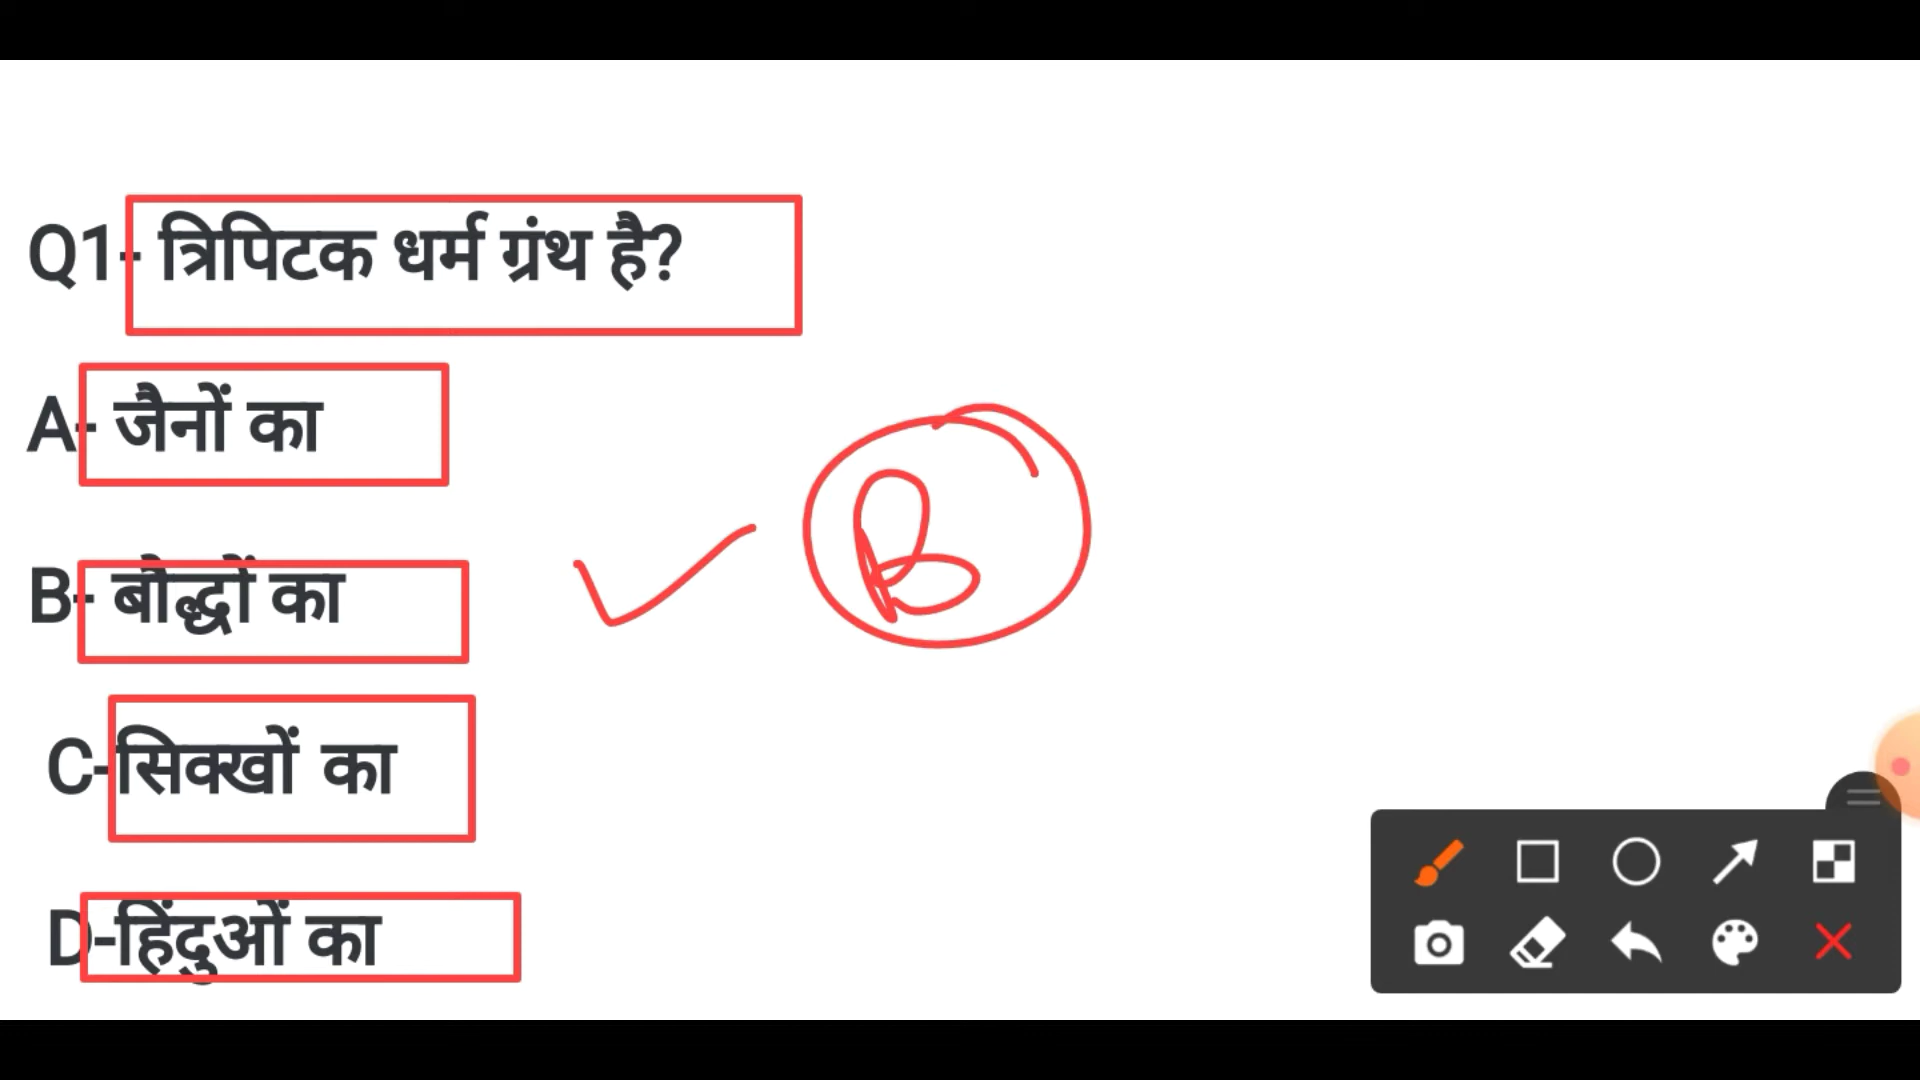 Q1- त्रिपिटक धर्म ग्रंथ है?
A- जैनों का
B- बौद्धों का
B
C-सिक्खों का
D-हिंदुओं का